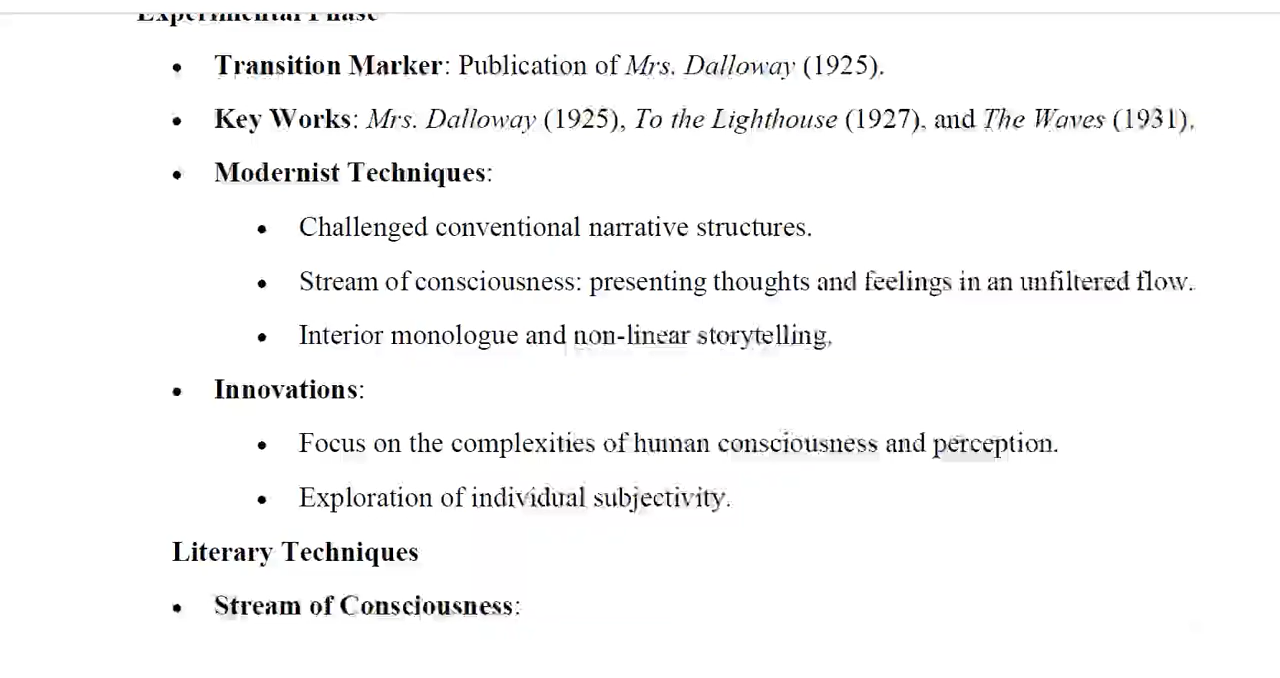 Experimental Phase
• Transition Marker: Publication of Mrs. Dalloway (1925).
• Key Works: Mrs. Dalloway (1925), To the Lighthouse (1927), and The Waves (1931).
• Modernist Techniques:
• Challenged conventional narrative structures.
• Stream of consciousness: presenting thoughts and feelings in an unfiltered flow.
• Interior monologue and non-linear storytelling.
• Innovations:
• Focus on the complexities of human consciousness and perception.
• Exploration of individual subjectivity.
Literary Techniques
• Stream of Consciousness: